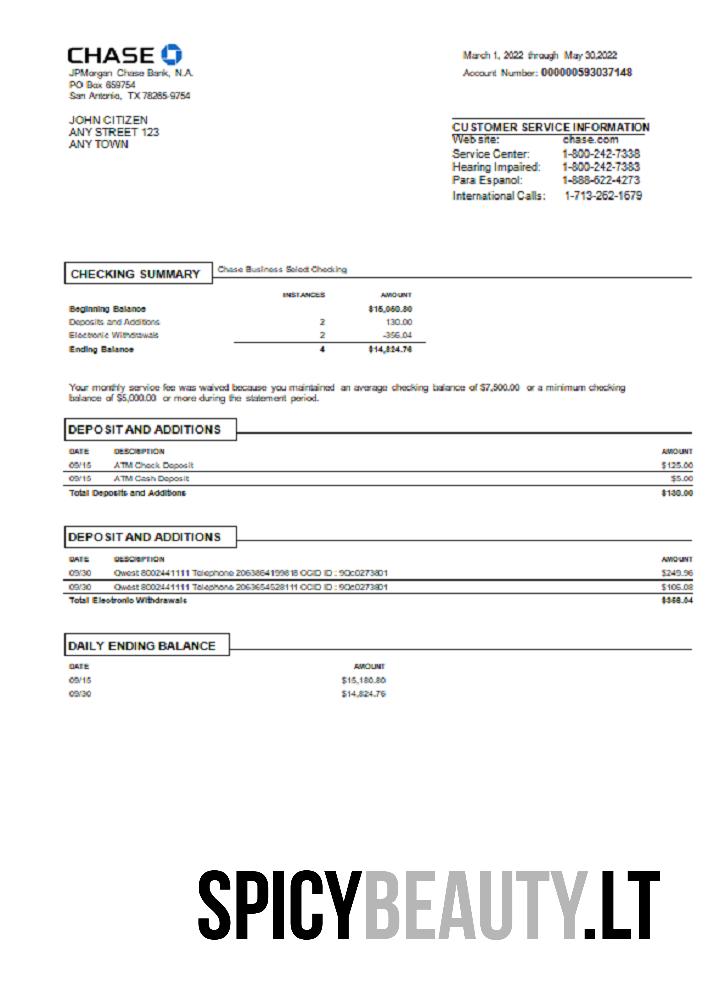 CHASE
JPMorgan Chase Bank, N.A.
PO Box 659754
San Antonio, TX 78265-9754
March 1, 2022 through May 30,2022
Account Number: 000000593037148
JOHN CITIZEN
ANY STREET 123
ANY TOWN
CUSTOMER SERVICE INFORMATION
Web site: chase.com
Service Center: 1-800-242-7338
Hearing Impaired: 1-800-242-7383
Para Espanol: 1-888-622-4273
International Calls: 1-713-262-1679
CHECKING SUMMARY Chase Business Select Checking
INSTANCES AMOUNT
Beginning Balance $15,050.80
Deposits and Additions 2 130.00
Electronic Withdrawals 2 -356.04
Ending Balance 4 $14,824.76
Your monthly service fee was waived because you maintained an average checking balance of $7,500.00 or a minimum checking
balance of $5,000.00 or more during the statement period.
DEPOSIT AND ADDITIONS
DATE DESCRIPTION AMOUNT
09/15 ATM Check Deposit $125.00
09/15 ATM Cash Deposit $5.00
Total Deposits and Additions $130.00
DEPOSIT AND ADDITIONS
DATE DESCRIPTION AMOUNT
09/30 Qwest 8002441111 Telephone 2063864199818 CCID ID : 9Qc0273801 $249.96
09/30 Qwest 8002441111 Telephone 2063654528111 CCID ID : 9Qc0273801 $106.08
Total Electronic Withdrawals $356.04
DAILY ENDING BALANCE
DATE AMOUNT
09/15 $15,180.80
09/30 $14,824.76
SPICYBEAUTY.LT